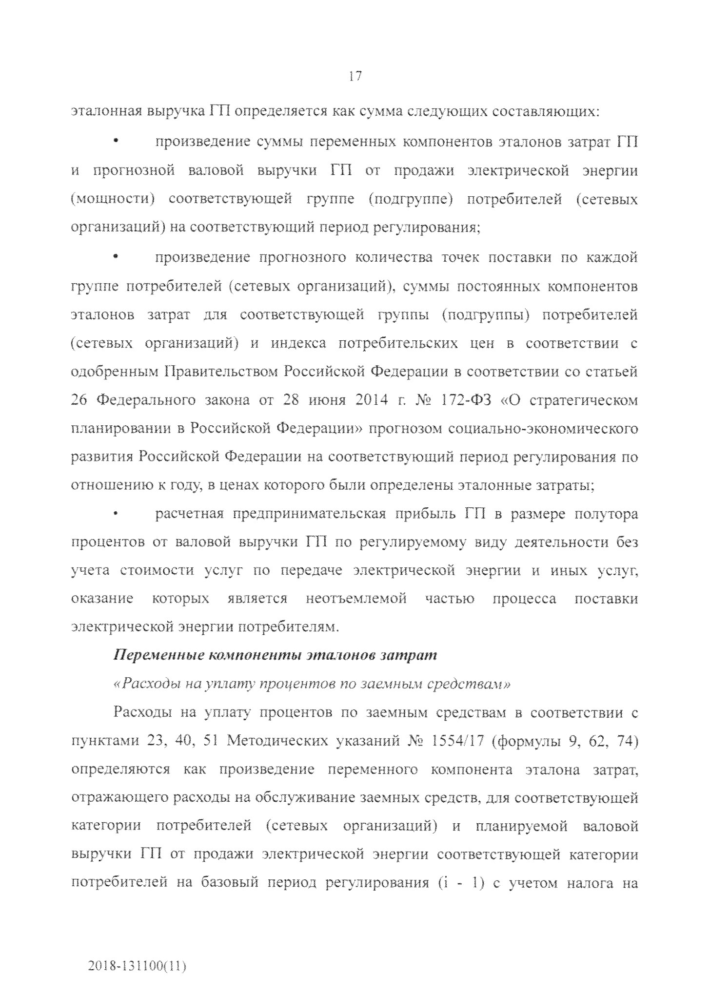 17
эталонная выручка ГП определяется как сумма следующих составляющих:
• произведение суммы переменных компонентов эталонов затрат ГП
и прогнозной валовой выручки ГП от продажи электрической энергии
(мощности) соответствующей группе (подгруппе) потребителей (сетевых
организаций) на соответствующий период регулирования;
• произведение прогнозного количества точек поставки по каждой
группе потребителей (сетевых организаций), суммы постоянных компонентов
эталонов затрат для соответствующей группы (подгруппы) потребителей
(сетевых организаций) и индекса потребительских цен в соответствии с
одобренным Правительством Российской Федерации в соответствии со статьей
26 Федерального закона от 28 июня 2014 г. № 172-ФЗ «О стратегическом
планировании в Российской Федерации» прогнозом социально-экономического
развития Российской Федерации на соответствующий период регулирования по
отношению к году, в ценах которого были определены эталонные затраты;
• расчетная предпринимательская прибыль ГП в размере полутора
процентов от валовой выручки ГП по регулируемому виду деятельности без
учета стоимости услуг по передаче электрической энергии и иных услуг,
оказание которых является неотъемлемой частью процесса поставки
электрической энергии потребителям.
Переменные компоненты эталонов затрат
«Расходы на уплату процентов по заемным средствам»
Расходы на уплату процентов по заемным средствам в соответствии с
пунктами 23, 40, 51 Методических указаний № 1554/17 (формулы 9, 62, 74)
определяются как произведение переменного компонента эталона затрат,
отражающего расходы на обслуживание заемных средств, для соответствующей
категории потребителей (сетевых организаций) и планируемой валовой
выручки ГП от продажи электрической энергии соответствующей категории
потребителей на базовый период регулирования (i - 1) с учетом налога на
2018-131100(11)